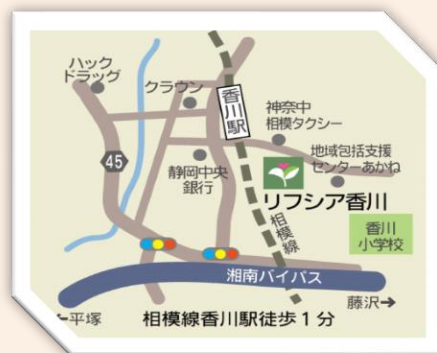 ハック
ドラッグ
クラウン
香川駅
神奈中
相模タクシー
45
静岡中央
銀行
地域包括支援
センターあかね
リフシア香川
相模線
香川
小学校
湘南バイパス
藤沢→
←平塚
相模線香川駅徒歩1分